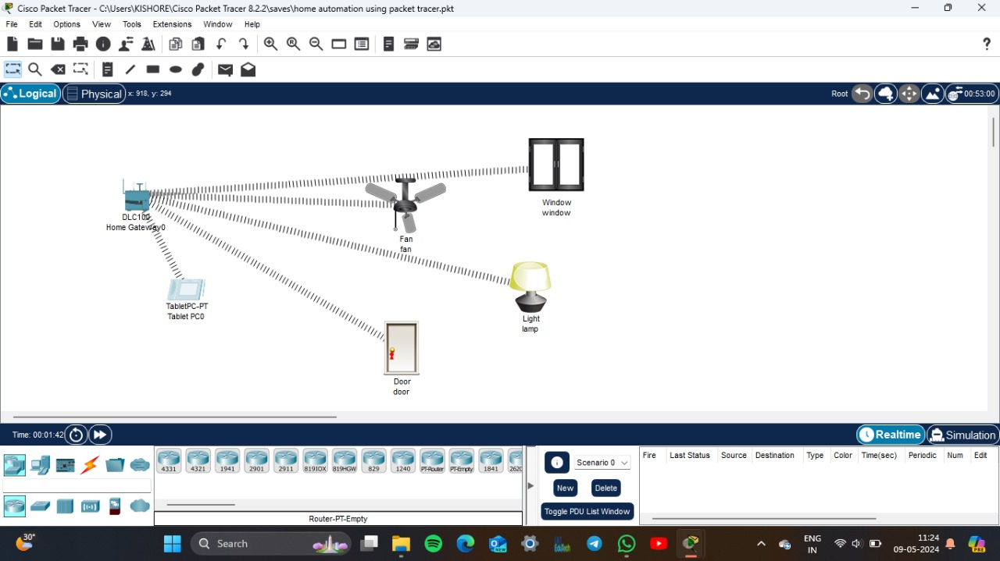 Cisco Packet Tracer - C:\Users\KISHORE\Cisco Packet Tracer 8.2.2\saves\home automation using packet tracer.pkt
File Edit Options View Tools Extensions Window Help
?
Logical Physical x: 918, y: 294 Root 00:53:00
Window
window
DLC100
Home Gateway0
Fan
fan
TabletPC-PT
Tablet PC0
Light
lamp
Door
door
Time: 00:01:42 Realtime Simulation
4331 4321 1941 2901 2911 819IOX 819HGW 829 1240 PT-Router PT-Empty 1841 2620
Router-PT-Empty
Scenario 0
New Delete
Toggle PDU List Window
Fire Last Status Source Destination Type Color Time(sec) Periodic Num Edit
30°
Search
NEW
EduTech
ENG
IN
11:24
09-05-2024
PRE